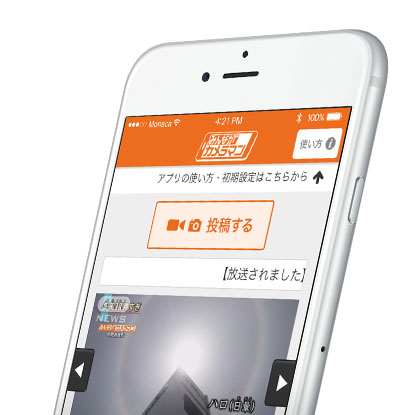 Monaca 4:21 PM 100%
みんながカメラマン
使い方 i
アプリの使い方・初期設定はこちらから
投稿する
【放送されました】
NEWS
ハロ(日暈)